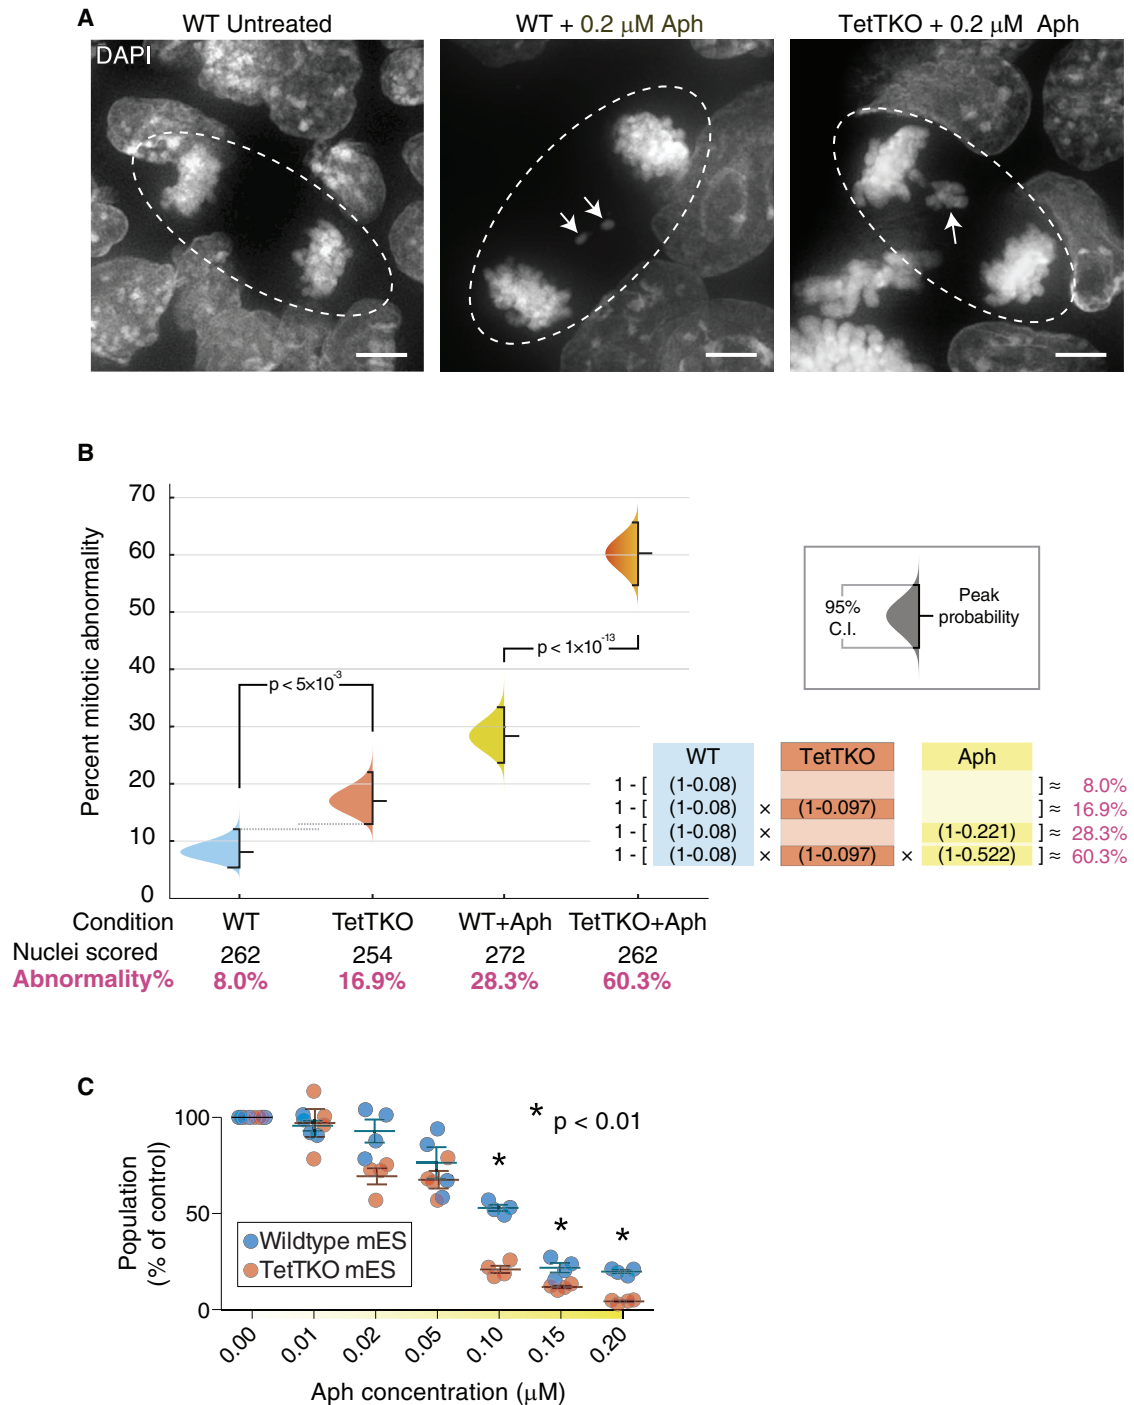 A
WT Untreated
WT + 0.2 μM Aph
TetTKO + 0.2 μM Aph
DAPI
B
Percent mitotic abnormality
70
60
50
40
30
20
10
0
p < 5×10⁻³
p < 1×10⁻¹³
95%
C.I.
Peak
probability
WT TetTKO Aph
1 - [ (1-0.08) ] ≈ 8.0%
1 - [ (1-0.08) × (1-0.097) ] ≈ 16.9%
1 - [ (1-0.08) × (1-0.221) ] ≈ 28.3%
1 - [ (1-0.08) × (1-0.097) × (1-0.522) ] ≈ 60.3%
Condition WT TetTKO WT+Aph TetTKO+Aph
Nuclei scored 262 254 272 262
Abnormality% 8.0% 16.9% 28.3% 60.3%
C
Population
(% of control)
100
50
0
* p < 0.01
*
*
*
Wildtype mES
TetTKO mES
0.00 0.01 0.02 0.05 0.10 0.15 0.20
Aph concentration (μM)